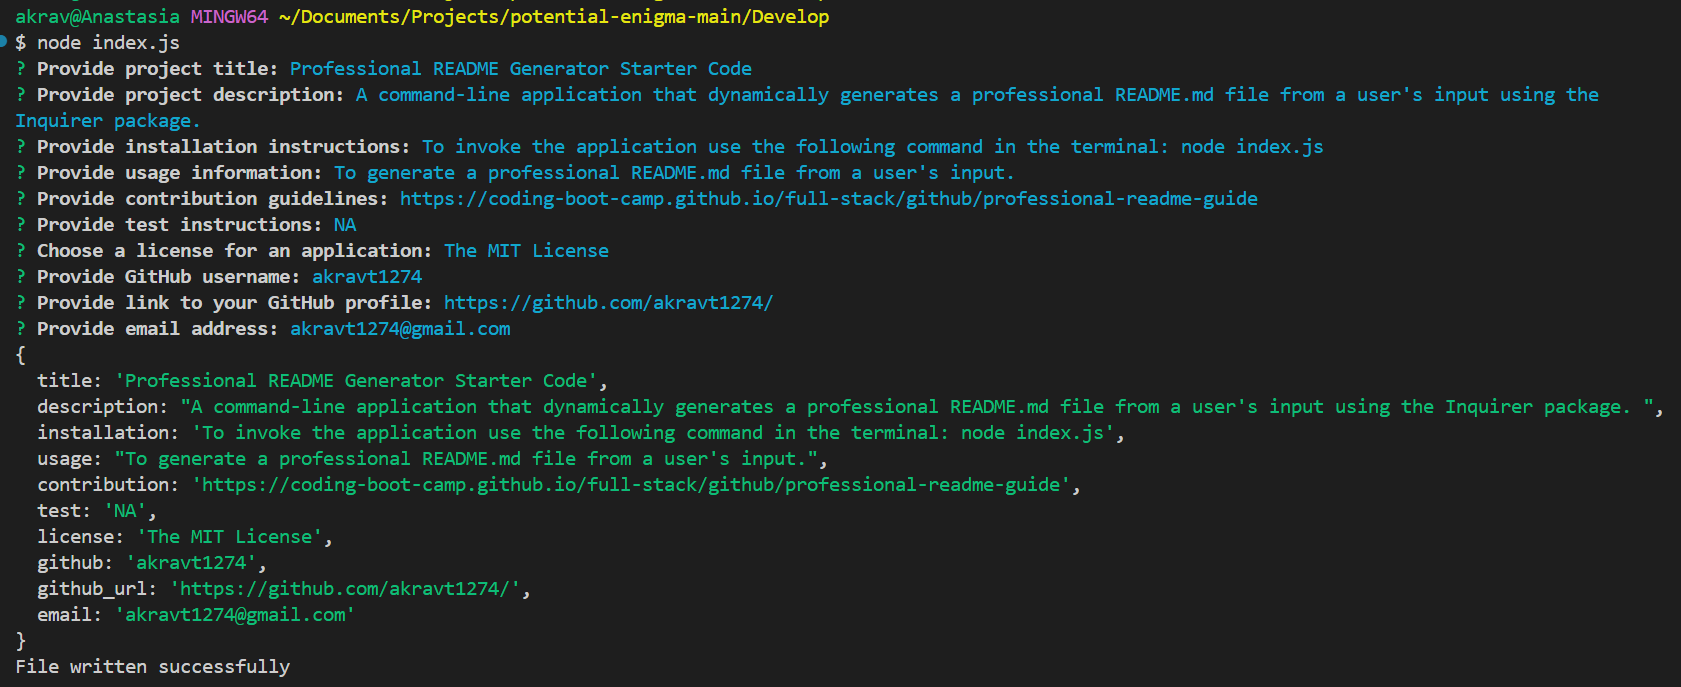 akrav@Anastasia MINGW64 ~/Documents/Projects/potential-enigma-main/Develop
$ node index.js
? Provide project title: Professional README Generator Starter Code
? Provide project description: A command-line application that dynamically generates a professional README.md file from a user's input using the
Inquirer package.
? Provide installation instructions: To invoke the application use the following command in the terminal: node index.js
? Provide usage information: To generate a professional README.md file from a user's input.
? Provide contribution guidelines: https://coding-boot-camp.github.io/full-stack/github/professional-readme-guide
? Provide test instructions: NA
? Choose a license for an application: The MIT License
? Provide GitHub username: akravt1274
? Provide link to your GitHub profile: https://github.com/akravt1274/
? Provide email address: akravt1274@gmail.com
{
  title: 'Professional README Generator Starter Code',
  description: "A command-line application that dynamically generates a professional README.md file from a user's input using the Inquirer package. ",
  installation: 'To invoke the application use the following command in the terminal: node index.js',
  usage: "To generate a professional README.md file from a user's input.",
  contribution: 'https://coding-boot-camp.github.io/full-stack/github/professional-readme-guide',
  test: 'NA',
  license: 'The MIT License',
  github: 'akravt1274',
  github_url: 'https://github.com/akravt1274/',
  email: 'akravt1274@gmail.com'
}
File written successfully